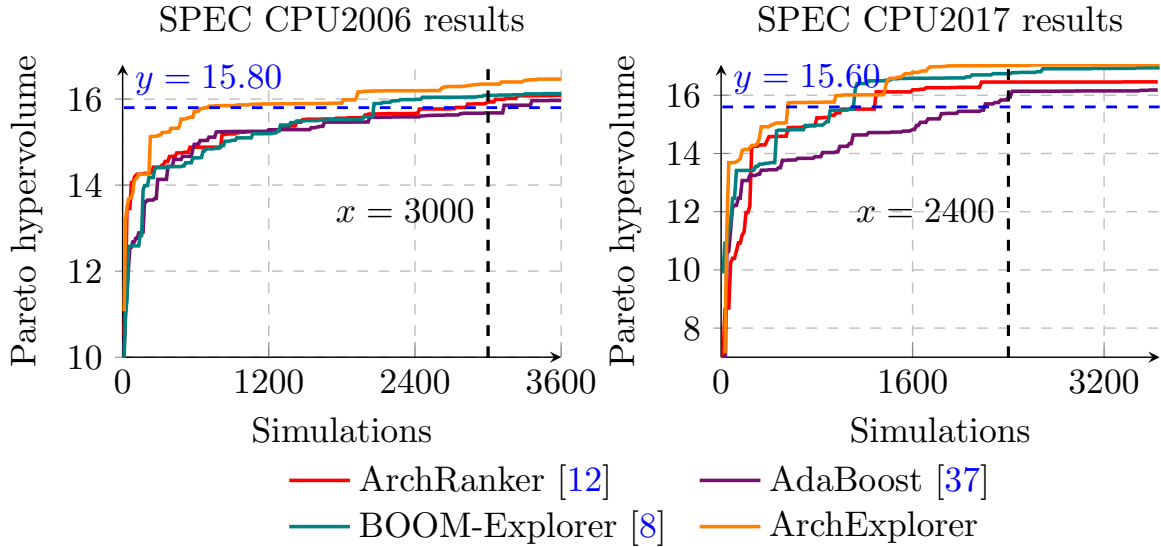 SPEC CPU2006 results
Pareto hypervolume
y = 15.80
x = 3000
16
14
12
10
0 1200 2400 3600
Simulations
SPEC CPU2017 results
Pareto hypervolume
y = 15.60
x = 2400
16
14
12
10
8
0 1600 3200
Simulations
ArchRanker [12] AdaBoost [37]
BOOM-Explorer [8] ArchExplorer